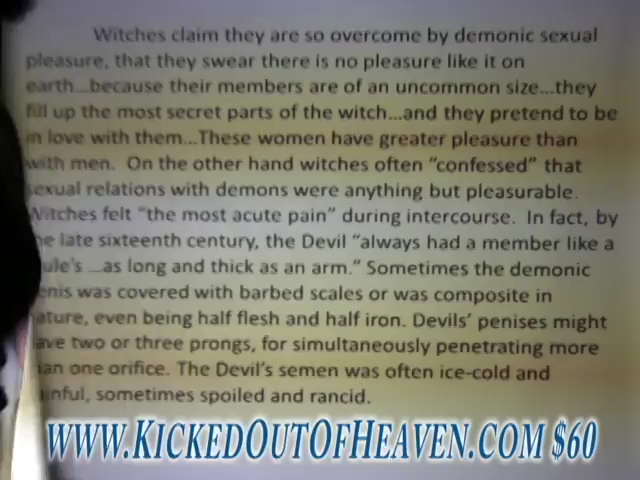 Witches claim they are so overcome by demonic sexual
pleasure, that they swear there is no pleasure like it on
earth...because their members are of an uncommon size...they
fill up the most secret parts of the witch...and they pretend to be
in love with them...These women have greater pleasure than
with men. On the other hand witches often "confessed" that
sexual relations with demons were anything but pleasurable.
Witches felt "the most acute pain" during intercourse. In fact, by
he late sixteenth century, the Devil "always had a member like a
ule's ...as long and thick as an arm." Sometimes the demonic
enis was covered with barbed scales or was composite in
ature, even being half flesh and half iron. Devils' penises might
ave two or three prongs, for simultaneously penetrating more
an one orifice. The Devil's semen was often ice-cold and
inful, sometimes spoiled and rancid.
WWW.KICKEDOUTOFHEAVEN.COM $60